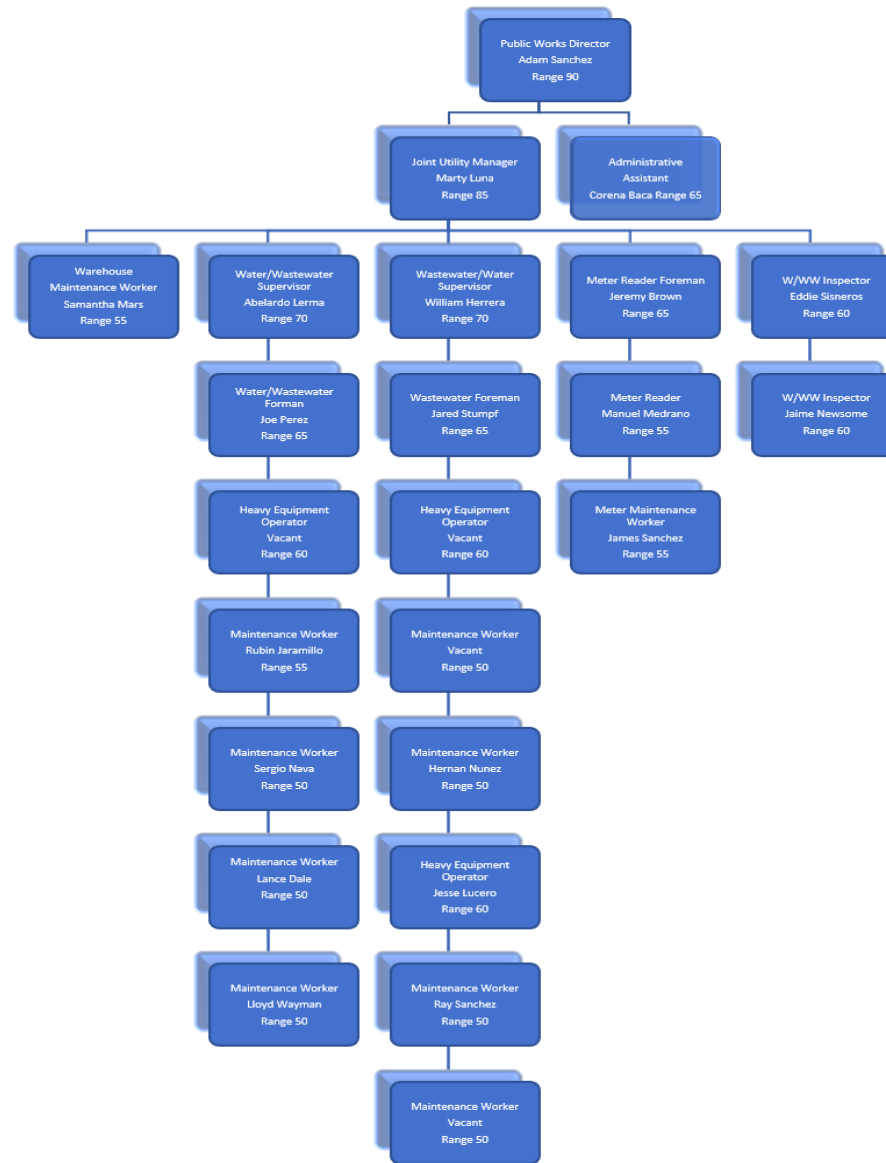 Public Works Director
Adam Sanchez
Range 90
Joint Utility Manager
Marty Luna
Range 85
Administrative
Assistant
Corena Baca Range 65
Warehouse
Maintenance Worker
Samantha Mars
Range 55
Water/Wastewater
Supervisor
Abelardo Lerma
Range 70
Wastewater/Water
Supervisor
William Herrera
Range 70
Meter Reader Foreman
Jeremy Brown
Range 65
W/WW Inspector
Eddie Sisneros
Range 60
Water/Wastewater
Forman
Joe Perez
Range 65
Wastewater Foreman
Jared Stumpf
Range 65
Meter Reader
Manuel Medrano
Range 55
W/WW Inspector
Jaime Newsome
Range 60
Heavy Equipment
Operator
Vacant
Range 60
Heavy Equipment
Operator
Vacant
Range 60
Meter Maintenance
Worker
James Sanchez
Range 55
Maintenance Worker
Rubin Jaramillo
Range 55
Maintenance Worker
Vacant
Range 50
Maintenance Worker
Sergio Nava
Range 50
Maintenance Worker
Hernan Nunez
Range 50
Maintenance Worker
Lance Dale
Range 50
Heavy Equipment
Operator
Jesse Lucero
Range 60
Maintenance Worker
Lloyd Wayman
Range 50
Maintenance Worker
Ray Sanchez
Range 50
Maintenance Worker
Vacant
Range 50